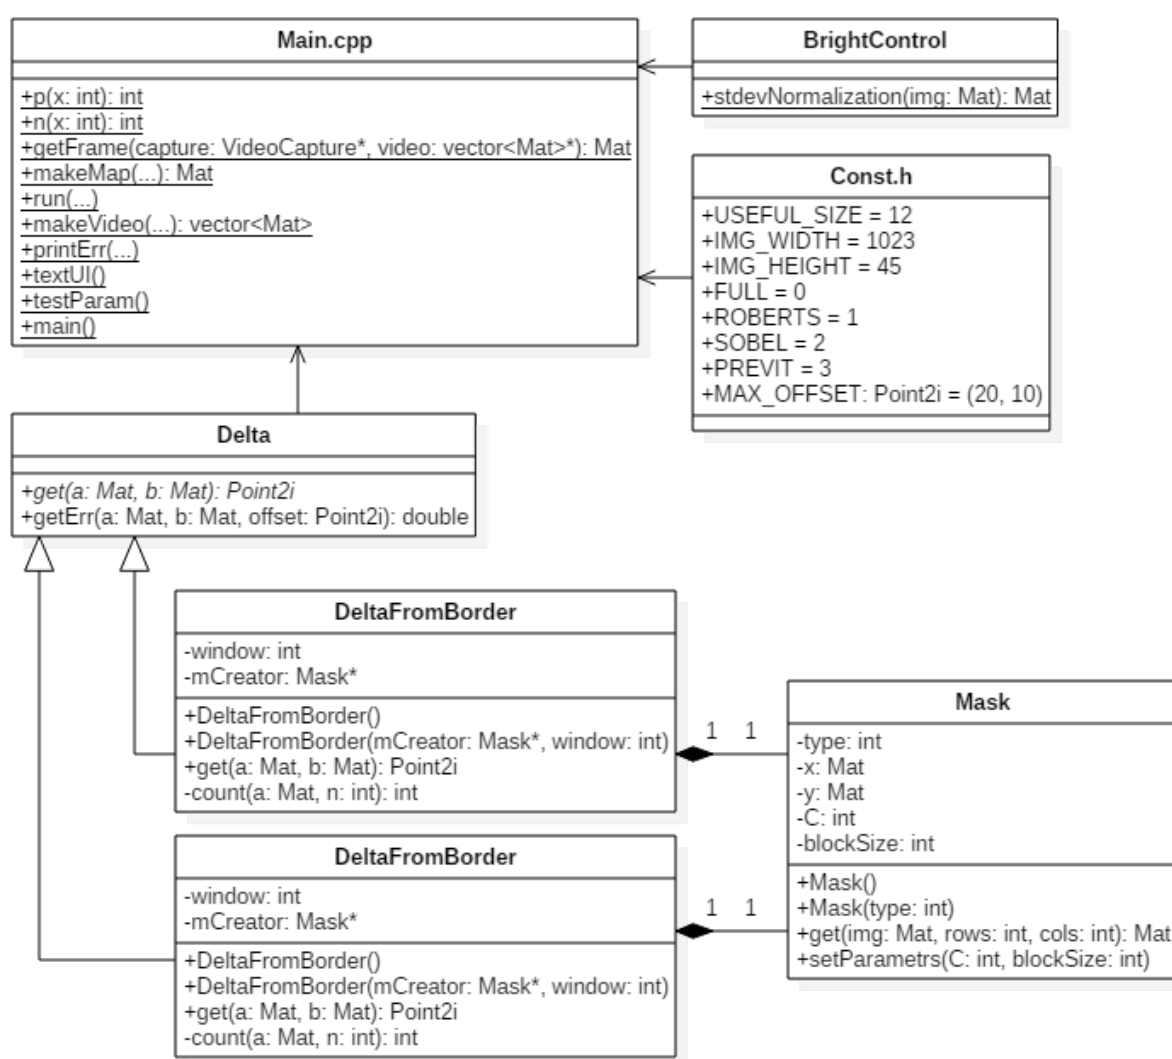 Main.cpp
+p(x: int): int
+n(x: int): int
+getFrame(capture: VideoCapture*, video: vector<Mat>*): Mat
+makeMap(...): Mat
+run(...)
+makeVideo(...): vector<Mat>
+printErr(...)
+textUI()
+testParam()
+main()
BrightControl
+stdevNormalization(img: Mat): Mat
Const.h
+USEFUL_SIZE = 12
+IMG_WIDTH = 1023
+IMG_HEIGHT = 45
+FULL = 0
+ROBERTS = 1
+SOBEL = 2
+PREVIT = 3
+MAX_OFFSET: Point2i = (20, 10)
Delta
+get(a: Mat, b: Mat): Point2i
+getErr(a: Mat, b: Mat, offset: Point2i): double
DeltaFromBorder
-window: int
-mCreator: Mask*
+DeltaFromBorder()
+DeltaFromBorder(mCreator: Mask*, window: int)
+get(a: Mat, b: Mat): Point2i
-count(a: Mat, n: int): int
1 1
DeltaFromBorder
-window: int
-mCreator: Mask*
+DeltaFromBorder()
+DeltaFromBorder(mCreator: Mask*, window: int)
+get(a: Mat, b: Mat): Point2i
-count(a: Mat, n: int): int
1 1
Mask
-type: int
-x: Mat
-y: Mat
-C: int
-blockSize: int
+Mask()
+Mask(type: int)
+get(img: Mat, rows: int, cols: int): Mat
+setParametrs(C: int, blockSize: int)